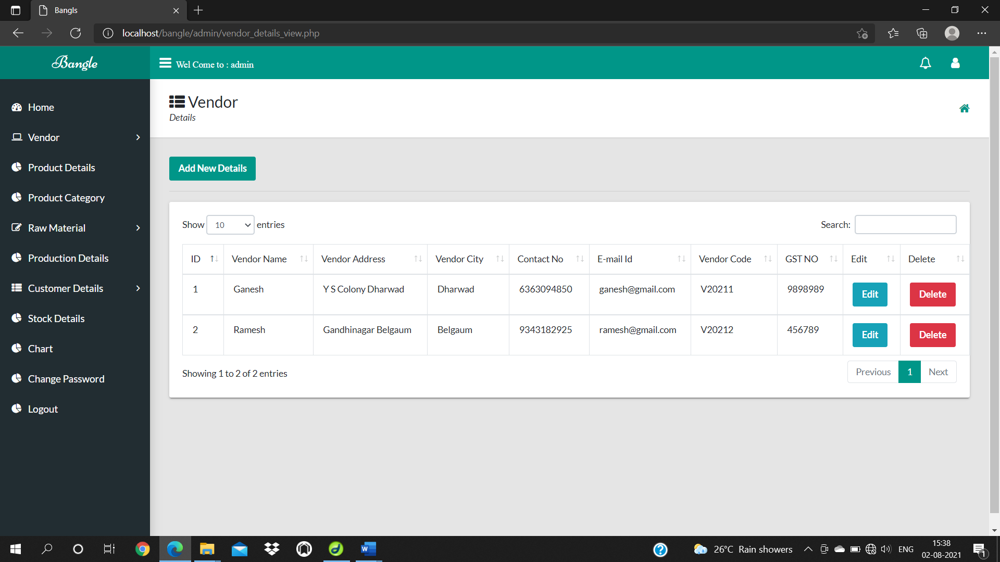 Bangls
localhost/bangle/admin/vendor_details_view.php
Bangle
Wel Come to : admin
Home
Vendor
Product Details
Product Category
Raw Material
Production Details
Customer Details
Stock Details
Chart
Change Password
Logout
Vendor
Details
Add New Details
Show 10 entries
Search:
ID Vendor Name Vendor Address Vendor City Contact No E-mail Id Vendor Code GST NO Edit Delete
1 Ganesh Y S Colony Dharwad Dharwad 6363094850 ganesh@gmail.com V20211 9898989 Edit Delete
2 Ramesh Gandhinagar Belgaum Belgaum 9343182925 ramesh@gmail.com V20212 456789 Edit Delete
Showing 1 to 2 of 2 entries
Previous 1 Next
26°C Rain showers
ENG
15:38
02-08-2021
1